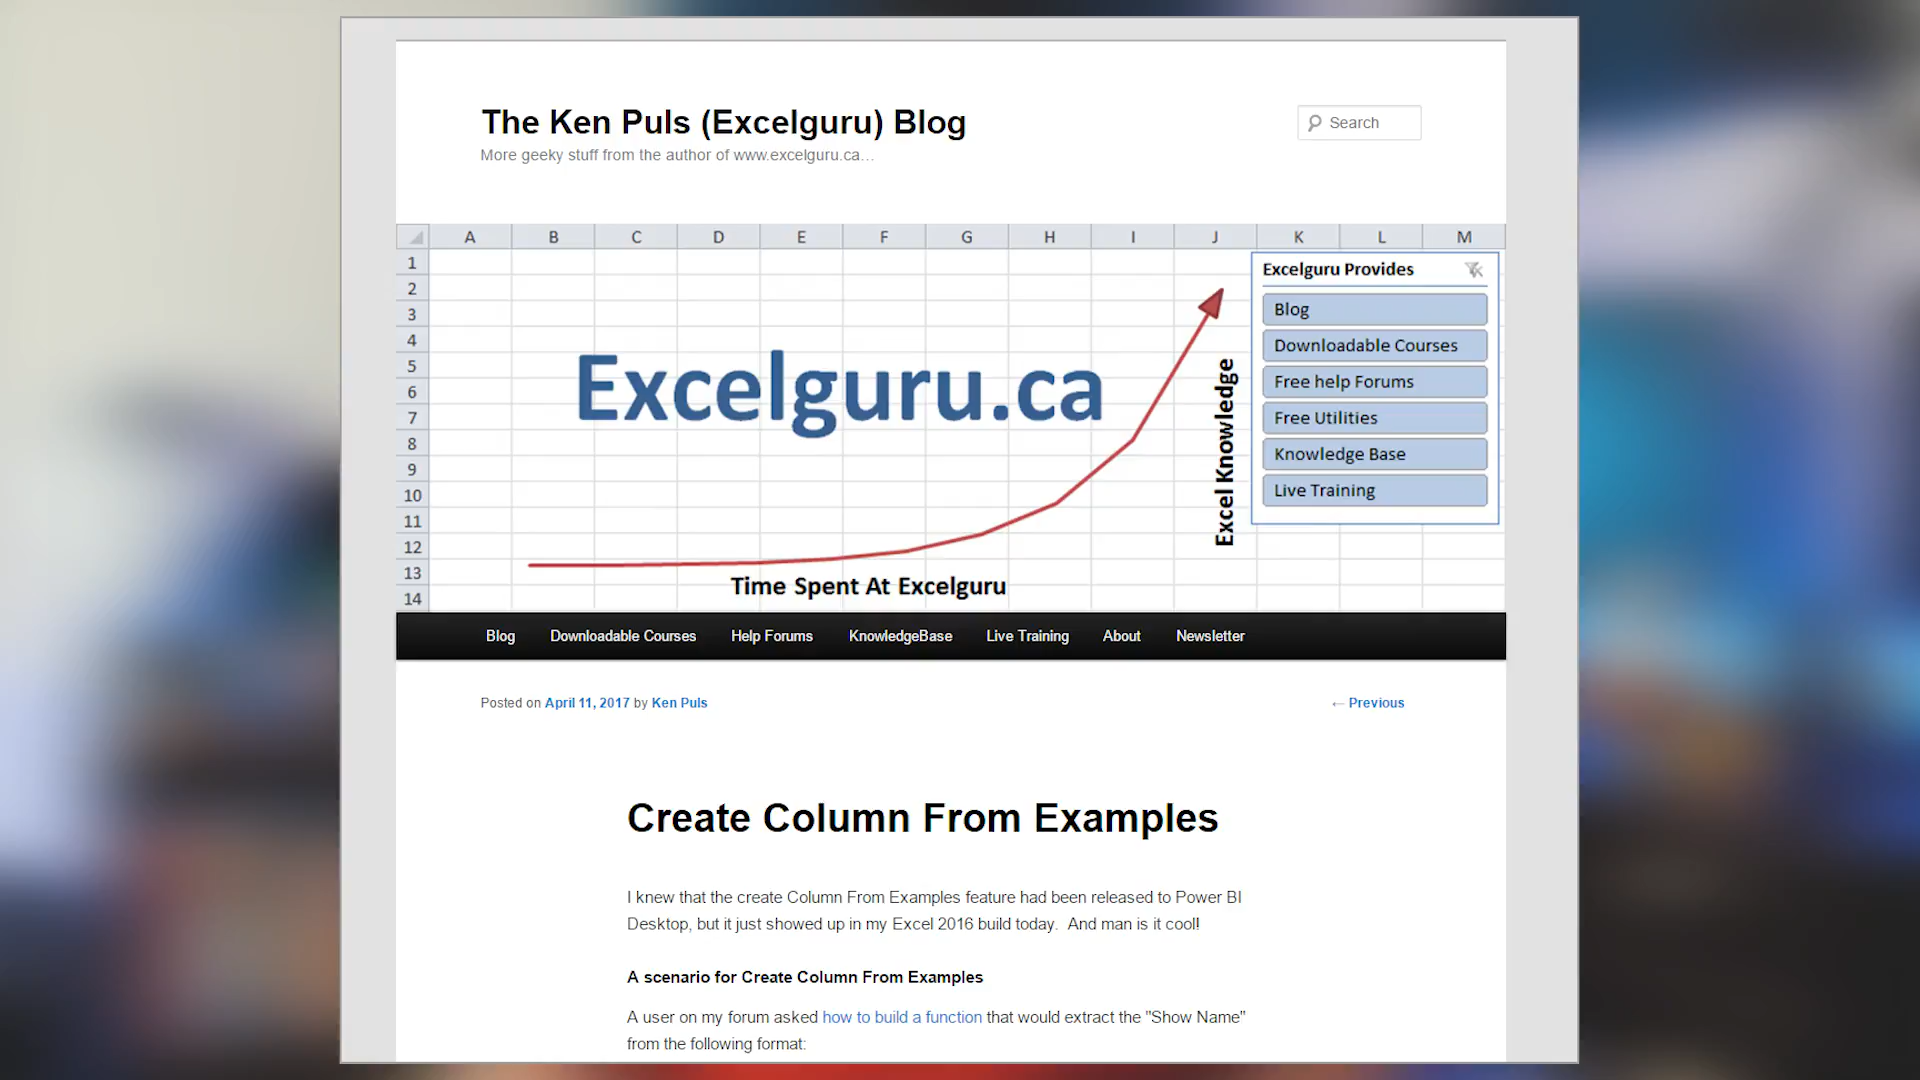 The Ken Puls (Excelguru) Blog
Search
More geeky stuff from the author of www.excelguru.ca...
A B C D E F G H I J K L M
1
2
3
4
5
6
7
8
9
10
11
12
13
14
Excelguru.ca
Excel Knowledge
Time Spent At Excelguru
Excelguru Provides
Blog
Downloadable Courses
Free help Forums
Free Utilities
Knowledge Base
Live Training
Blog Downloadable Courses Help Forums KnowledgeBase Live Training About Newsletter
Posted on April 11, 2017 by Ken Puls
← Previous
Create Column From Examples
I knew that the create Column From Examples feature had been released to Power BI
Desktop, but it just showed up in my Excel 2016 build today.  And man is it cool!
A scenario for Create Column From Examples
A user on my forum asked how to build a function that would extract the "Show Name"
from the following format: